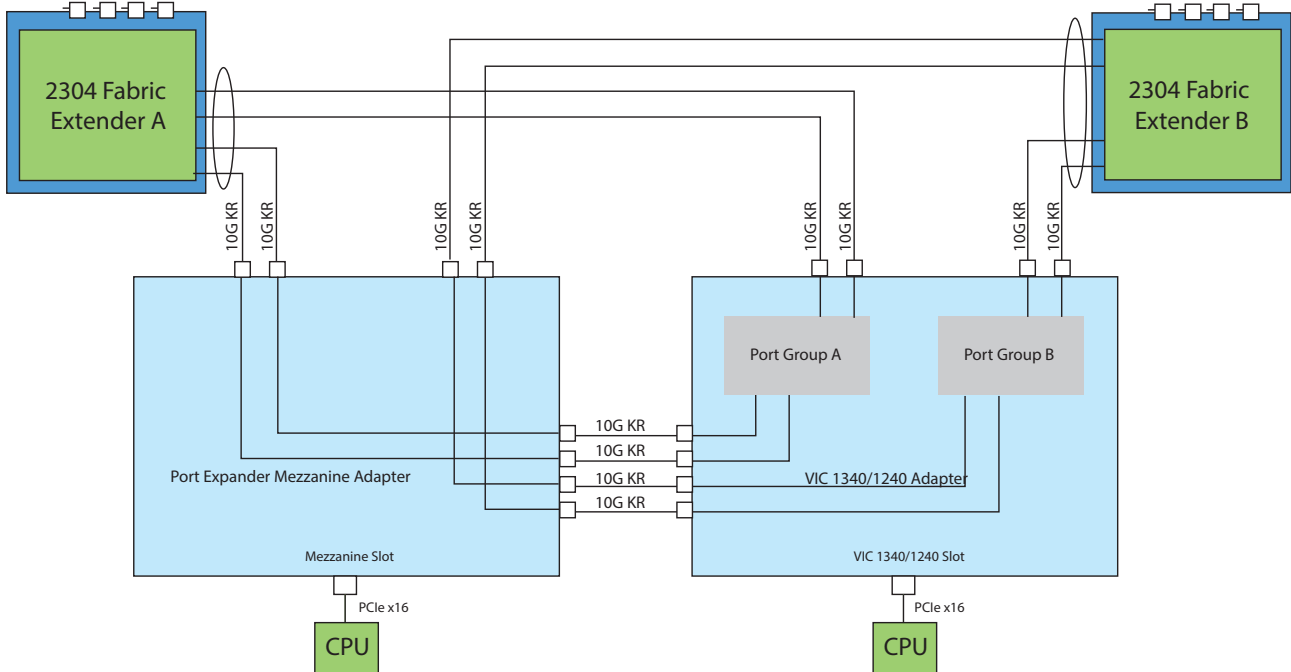 2304 Fabric
Extender A
2304 Fabric
Extender B
10G KR
10G KR
10G KR
10G KR
10G KR
10G KR
10G KR
10G KR
Port Group A
Port Group B
10G KR
10G KR
10G KR
10G KR
Port Expander Mezzanine Adapter
VIC 1340/1240 Adapter
Mezzanine Slot
VIC 1340/1240 Slot
PCIe x16
PCIe x16
CPU
CPU